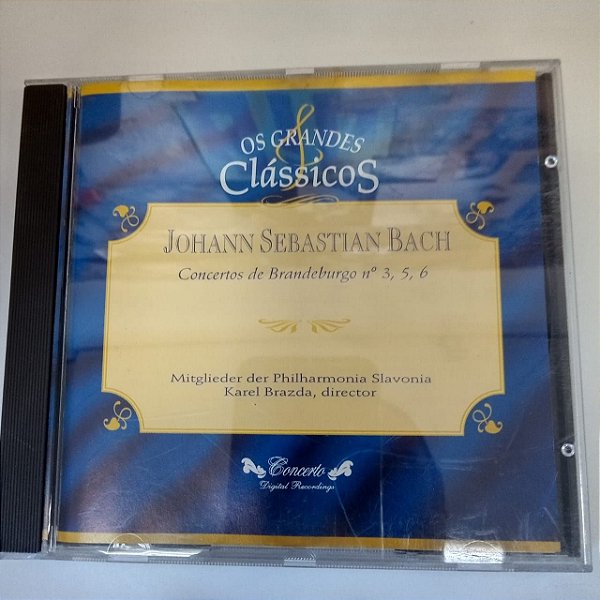 OS GRANDES
ClássicoS
JOHANN SEBASTIAN BACH
Concertos de Brandeburgo nº 3, 5, 6
Mitglieder der Philharmonia Slavonia
Karel Brazda, director
Concerto
Digital Recordings